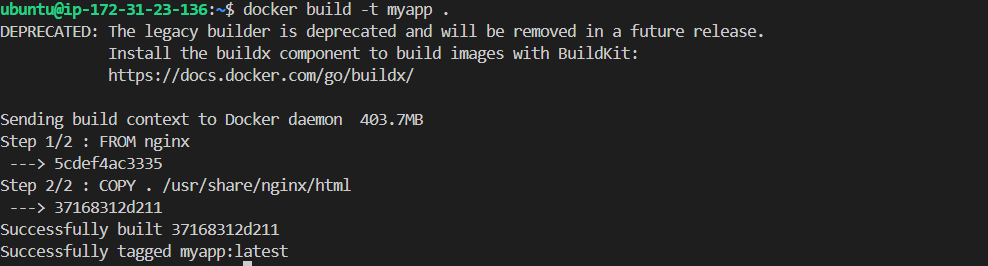 ubuntu@ip-172-31-23-136:~$ docker build -t myapp .
DEPRECATED: The legacy builder is deprecated and will be removed in a future release.
            Install the buildx component to build images with BuildKit:
            https://docs.docker.com/go/buildx/

Sending build context to Docker daemon  403.7MB
Step 1/2 : FROM nginx
 ---> 5cdef4ac3335
Step 2/2 : COPY . /usr/share/nginx/html
 ---> 37168312d211
Successfully built 37168312d211
Successfully tagged myapp:latest